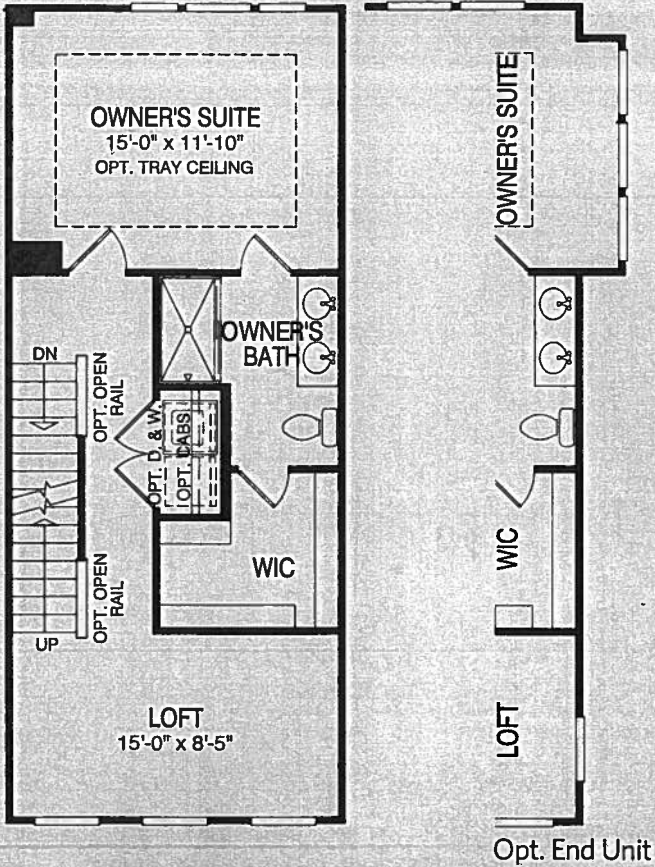 OWNER'S SUITE
15'-0" x 11'-10"
OPT. TRAY CEILING
OWNER'S SUITE
OWNER'S
BATH
DN
OPT. OPEN
RAIL
OPT. D. & W.
OPT. CABS
WIC
WIC
OPT. OPEN
RAIL
UP
LOFT
15'-0" x 8'-5"
LOFT
Opt. End Unit